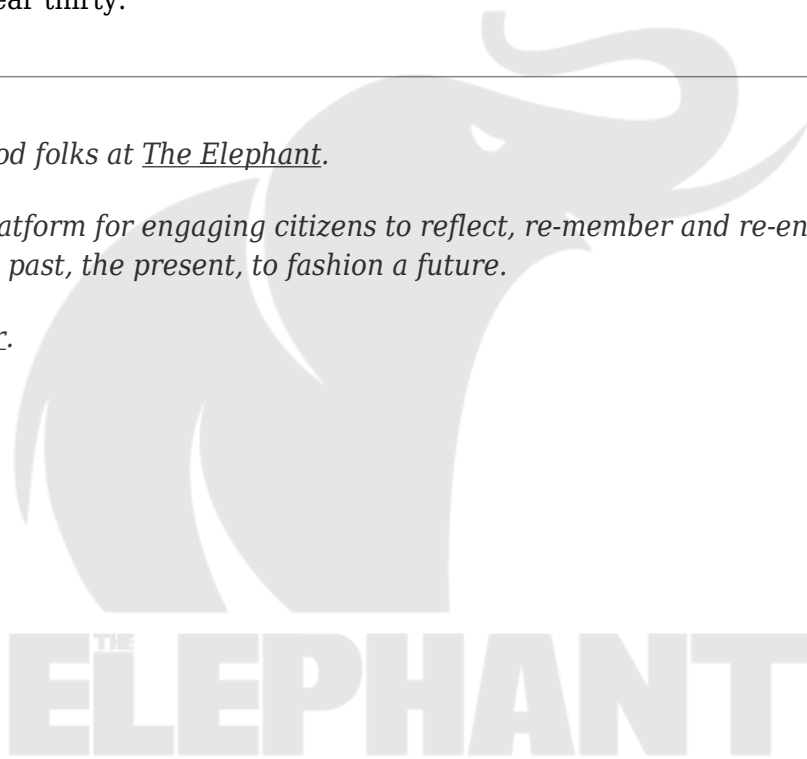 thirty.
od folks at The Elephant.
atform for engaging citizens to reflect, re-member and re-en
past, the present, to fashion a future.
r.
THE
ELEPHANT